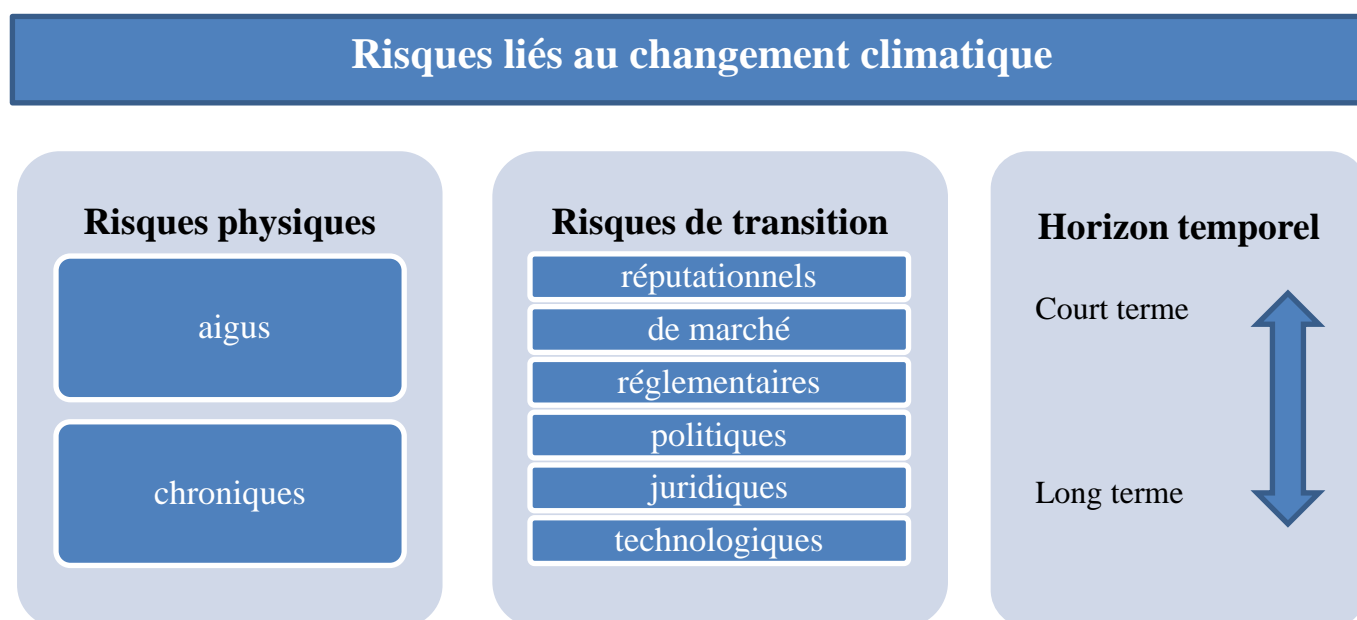 Risques liés au changement climatique
Risques physiques
aigus
chroniques
Risques de transition
réputationnels
de marché
réglementaires
politiques
juridiques
technologiques
Horizon temporel
Court terme
Long terme